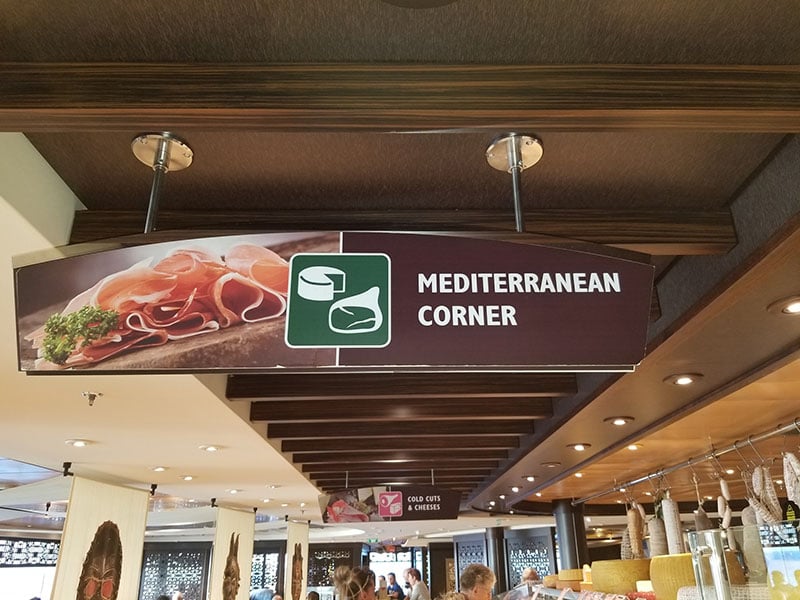 MEDITERRANEAN
CORNER
COLD CUTS
& CHEESES